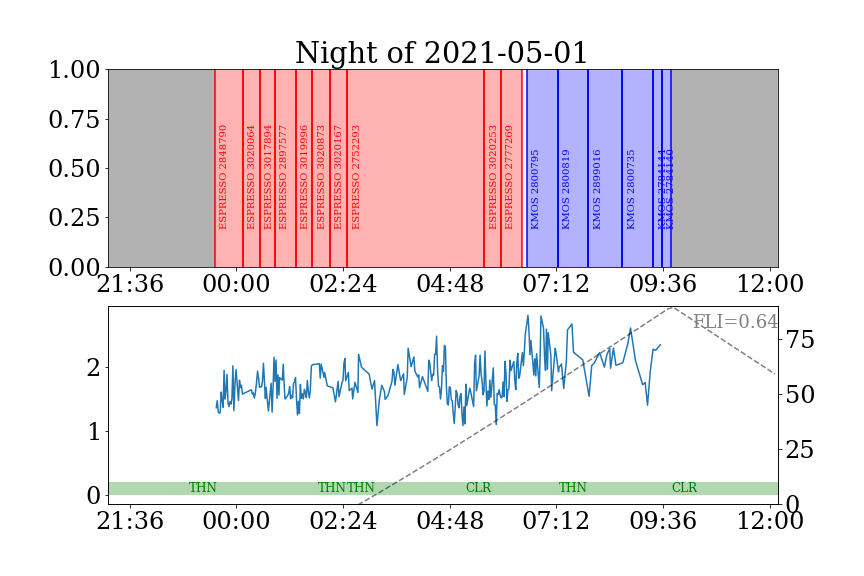 Night of 2021-05-01
1.00
0.75
0.50
0.25
0.00
ESPRESSO 2848790
ESPRESSO 3020064
ESPRESSO 3017894
ESPRESSO 2897577
ESPRESSO 3019996
ESPRESSO 3020873
ESPRESSO 3020167
ESPRESSO 2752293
ESPRESSO 3020253
ESPRESSO 2777269
KMOS 2800795
KMOS 2800819
KMOS 2899016
KMOS 2800735
KMOS 2784144
KMOS 2784140
21:36 00:00 02:24 04:48 07:12 09:36 12:00
FLI=0.64
2
1
0
75
50
25
0
THN THN THN CLR THN CLR
21:36 00:00 02:24 04:48 07:12 09:36 12:00